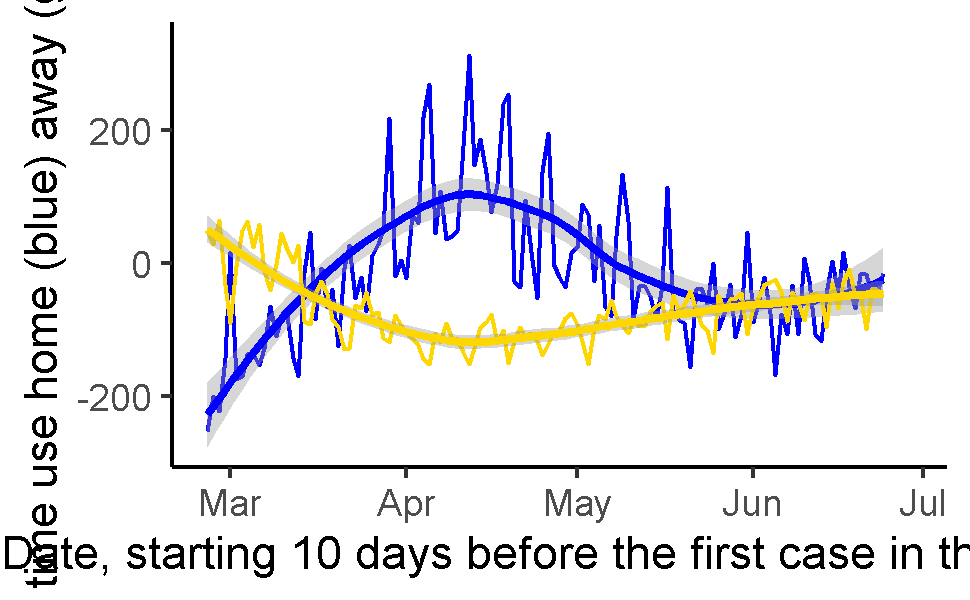 time use home (blue) away (
200
0
-200
Mar Apr May Jun Jul
Date, starting 10 days before the first case in th